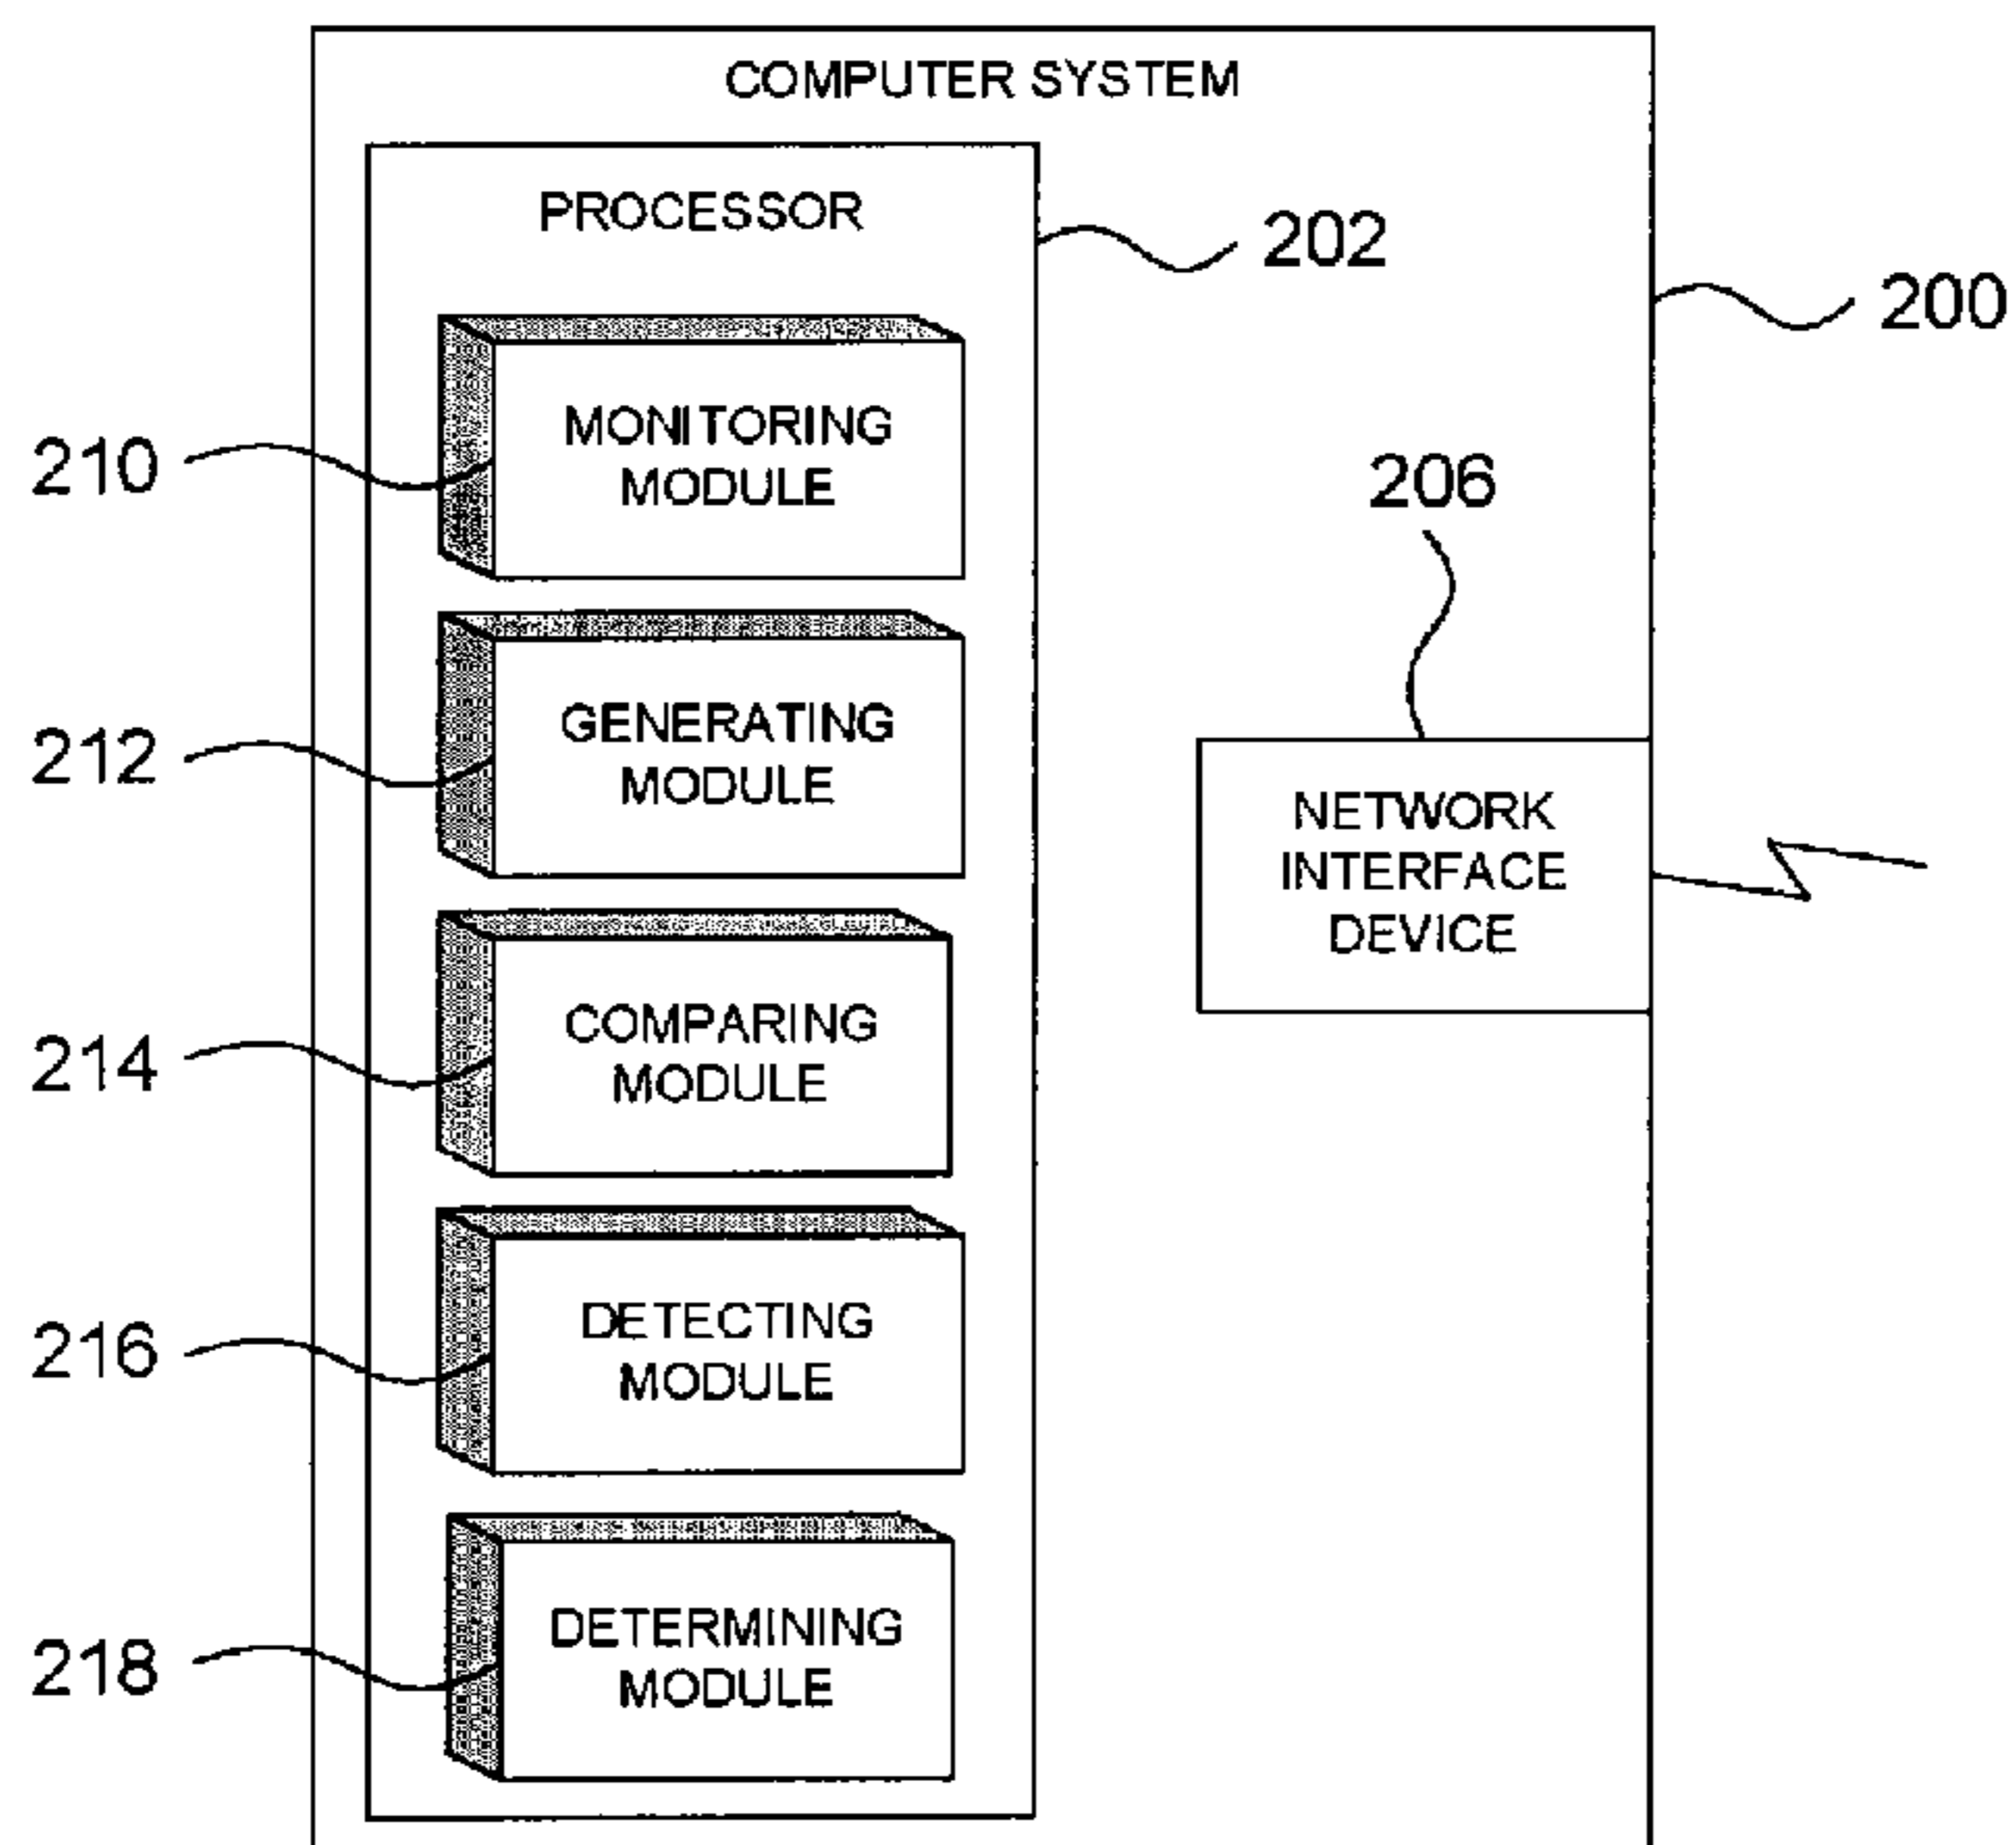 COMPUTER SYSTEM
PROCESSOR
202
200
MONITORING
MODULE
210
206
GENERATING
MODULE
212
NETWORK
INTERFACE
DEVICE
COMPARING
MODULE
214
DETECTING
MODULE
216
DETERMINING
MODULE
218